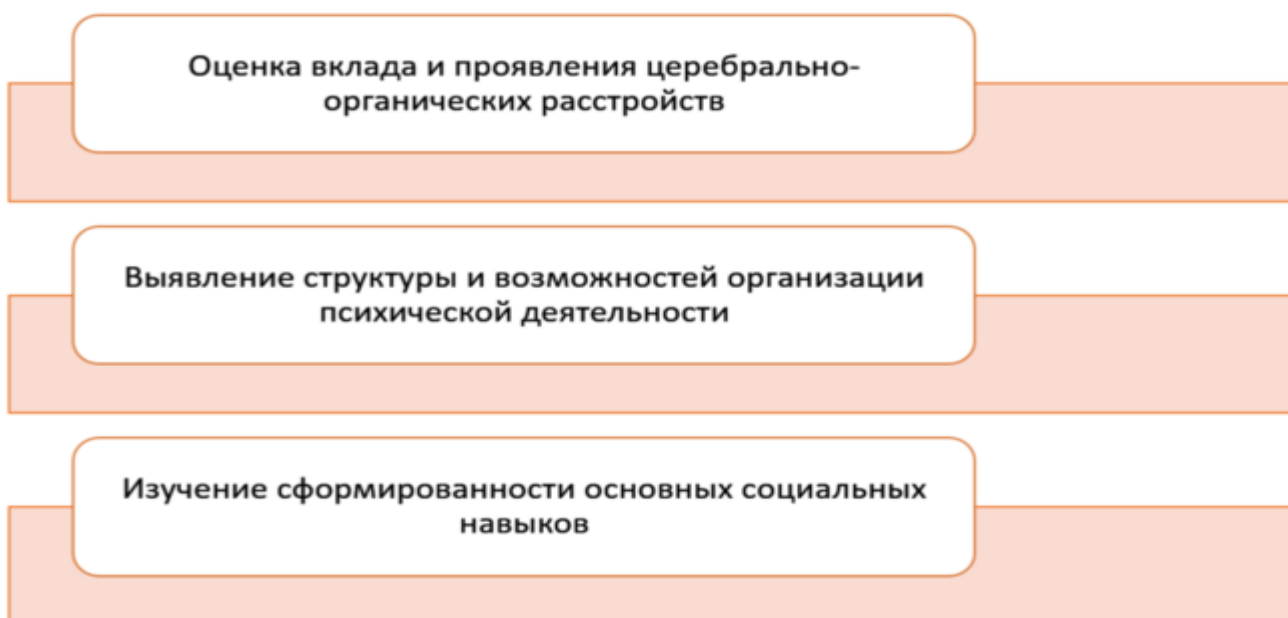 Оценка вклада и проявления церебрально-
органических расстройств
Выявление структуры и возможностей организации
психической деятельности
Изучение сформированности основных социальных
навыков